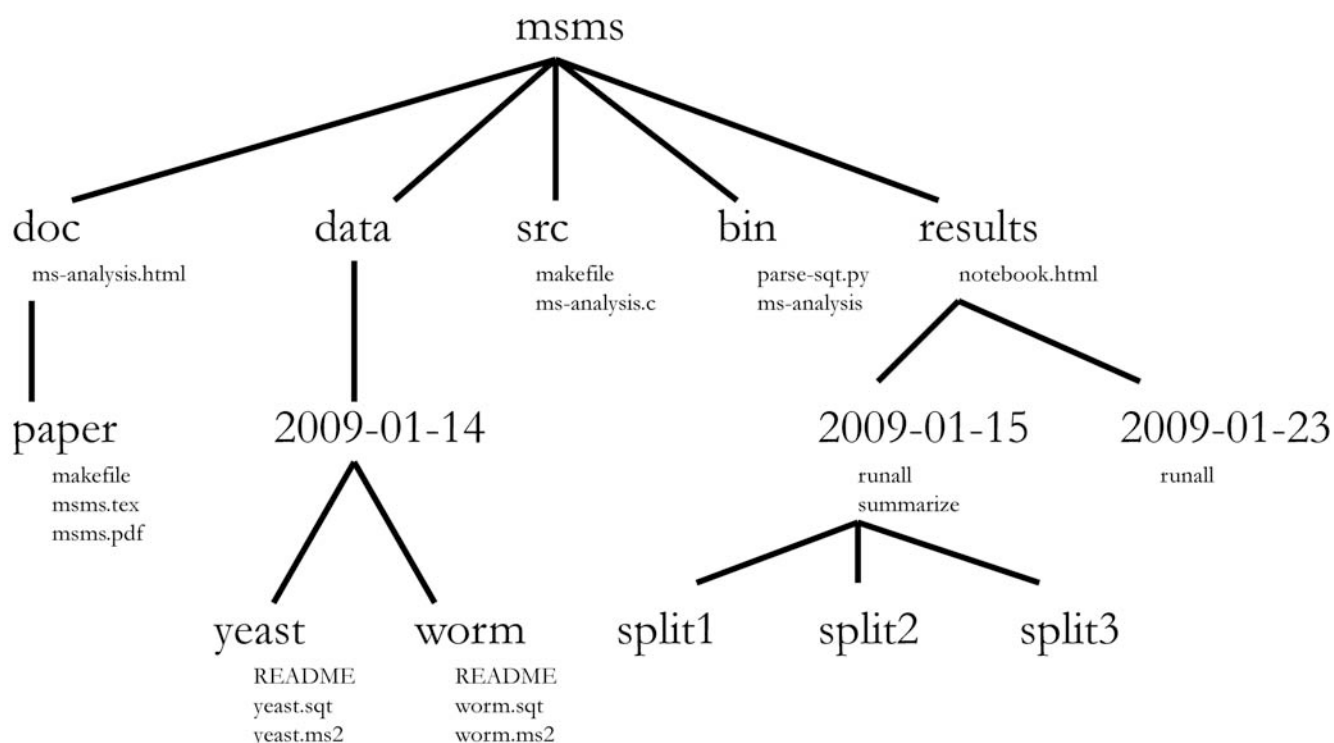 msms
doc data src bin results
ms-analysis.html makefile parse-sqt.py notebook.html
ms-analysis.c ms-analysis
paper 2009-01-14 2009-01-15 2009-01-23
makefile runall runall
msms.tex summarize
msms.pdf
yeast worm split1 split2 split3
README README
yeast.sqt worm.sqt
yeast.ms2 worm.ms2